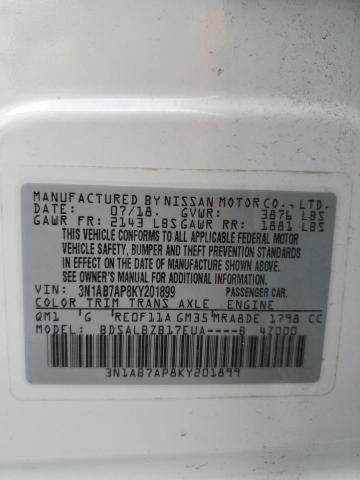 MANUFACTURED BY NISSAN MOTOR CO., LTD.
DATE: 07/18. GVWR: 3876 LBS
GAWR FR: 2143 LBS GAWR RR: 1881 LBS
THIS VEHICLE CONFORMS TO ALL APPLICABLE FEDERAL MOTOR
VEHICLE SAFETY, BUMPER AND THEFT PREVENTION STANDARDS
IN EFFECT ON THE DATE OF MANUFACTURE SHOWN ABOVE.
SEE OWNER'S MANUAL FOR ADDITIONAL INFORMATION.
VIN: 3N1AB7AP8KY201899 PASSENGER CAR
COLOR TRIM TRANS AXLE ENGINE
QM1 G RE0F11A GM35 MRA8DE 1798 CC
MODEL: BDSALBZB17EUA----B 47000
3N1AB7AP8KY201899